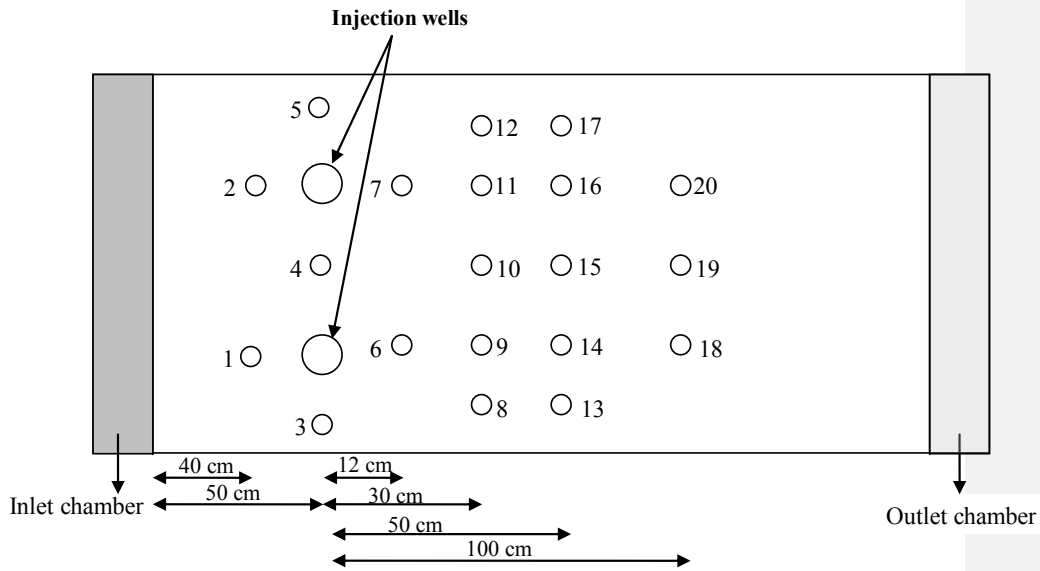 Injection wells
5
12
17
2
7
11
16
20
4
10
15
19
1
6
9
14
18
8
13
3
40 cm
12 cm
50 cm
30 cm
Inlet chamber
50 cm
Outlet chamber
100 cm